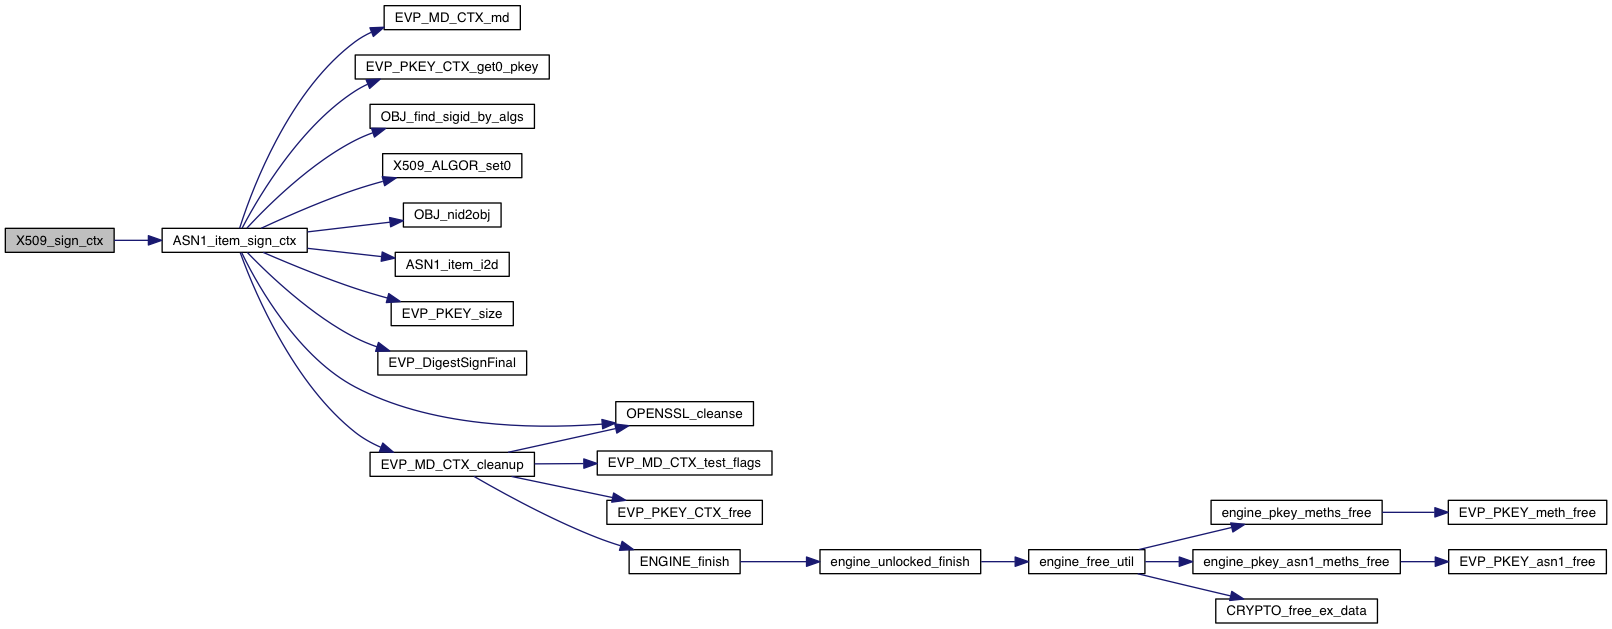 EVP_MD_CTX_md
EVP_PKEY_CTX_get0_pkey
OBJ_find_sigid_by_algs
X509_ALGOR_set0
OBJ_nid2obj
X509_sign_ctx
ASN1_item_sign_ctx
ASN1_item_i2d
EVP_PKEY_size
EVP_DigestSignFinal
OPENSSL_cleanse
EVP_MD_CTX_cleanup
EVP_MD_CTX_test_flags
EVP_PKEY_CTX_free
engine_pkey_meths_free
EVP_PKEY_meth_free
ENGINE_finish
engine_unlocked_finish
engine_free_util
engine_pkey_asn1_meths_free
EVP_PKEY_asn1_free
CRYPTO_free_ex_data